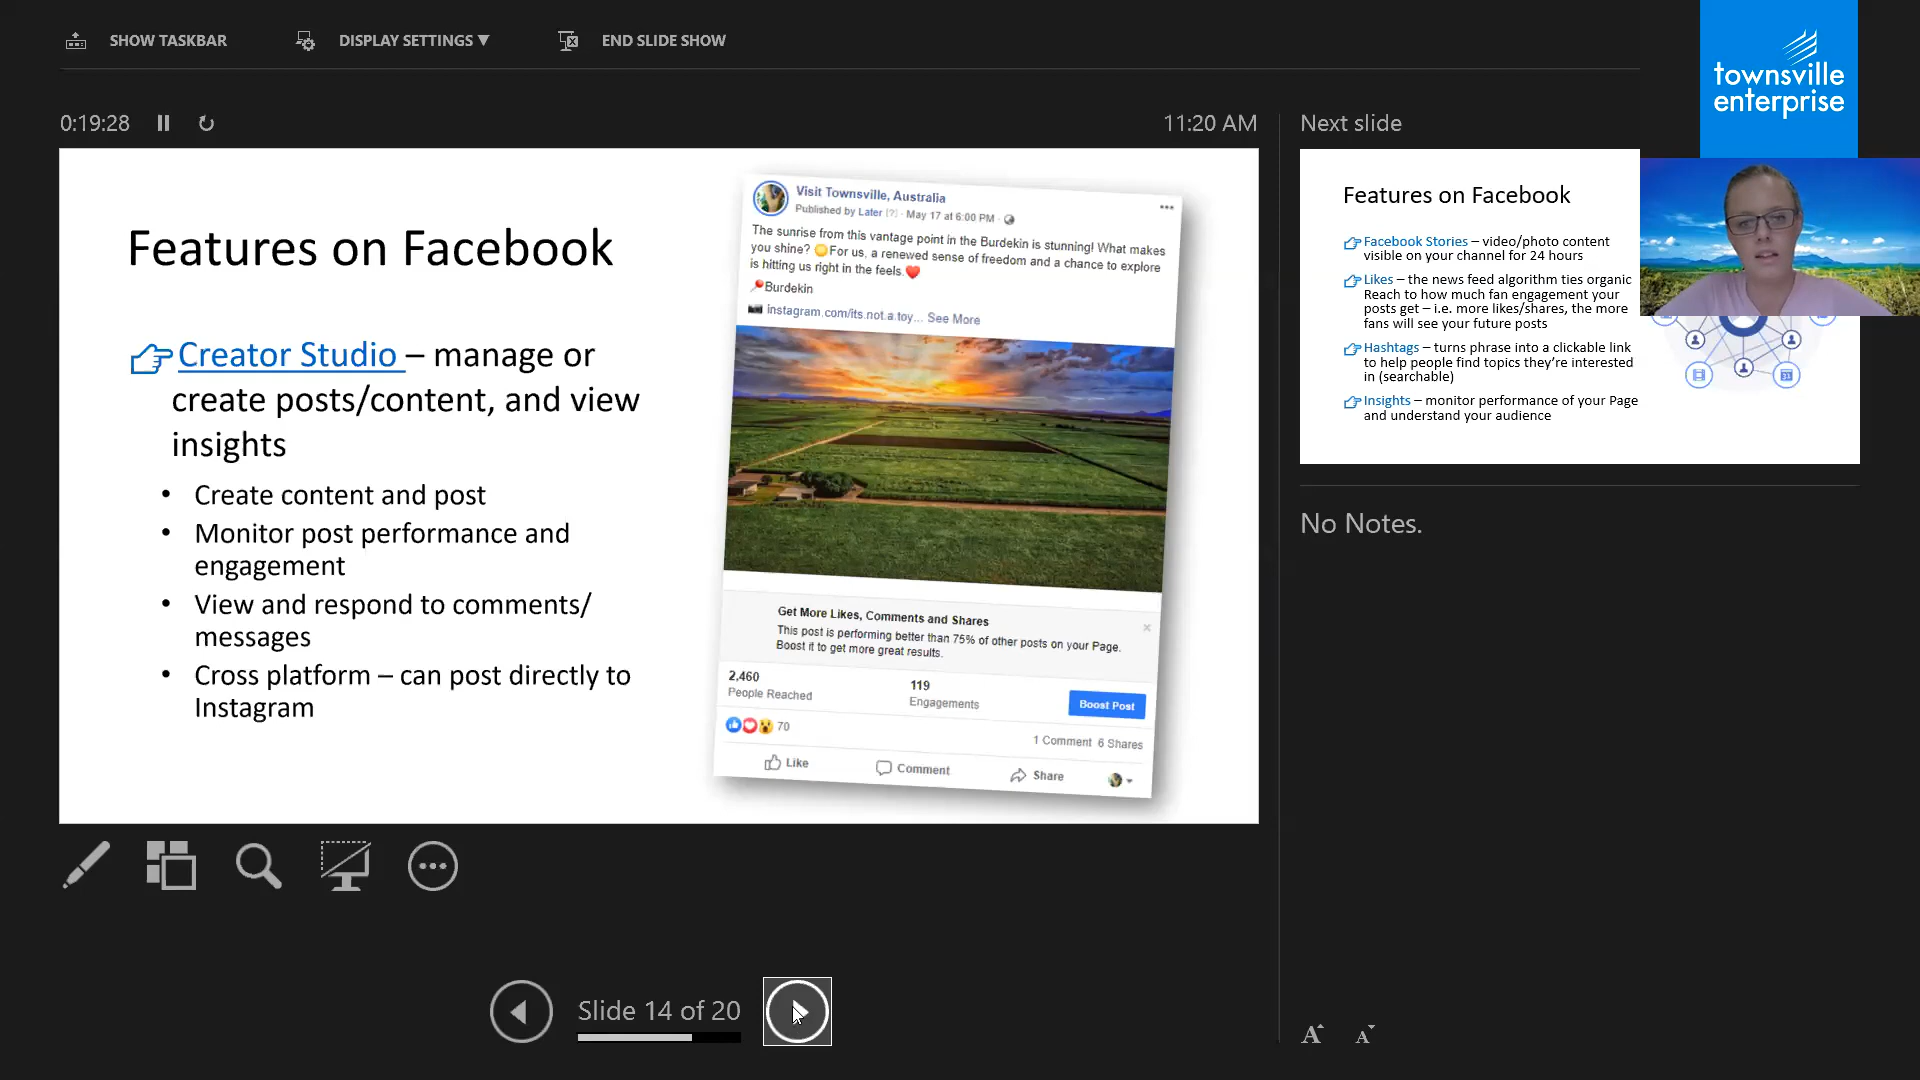 SHOW TASKBAR
DISPLAY SETTINGS ▼
END SLIDE SHOW
townsville
enterprise
0:19:28
11:20 AM
Next slide
Features on Facebook
Creator Studio – manage or
create posts/content, and view
insights
• Create content and post
• Monitor post performance and
engagement
• View and respond to comments/
messages
• Cross platform – can post directly to
Instagram
Visit Townsville, Australia
Published by Later [?] · May 17 at 6:00 PM ·
The sunrise from this vantage point in the Burdekin is stunning! What makes
you shine? 🌞For us, a renewed sense of freedom and a chance to explore
is hitting us right in the feels.❤️
📍Burdekin
📷 instagram.com/its.not.a.toy... See More
Get More Likes, Comments and Shares
This post is performing better than 75% of other posts on your Page.
Boost it to get more great results.
2,460
People Reached
119
Engagements
Boost Post
70
1 Comment 6 Shares
Like
Comment
Share
Features on Facebook
Facebook Stories – video/photo content
visible on your channel for 24 hours
Likes – the news feed algorithm ties organic
Reach to how much fan engagement your
posts get – i.e. more likes/shares, the more
fans will see your future posts
Hashtags – turns phrase into a clickable link
to help people find topics they're interested
in (searchable)
Insights – monitor performance of your Page
and understand your audience
No Notes.
Slide 14 of 20
A A